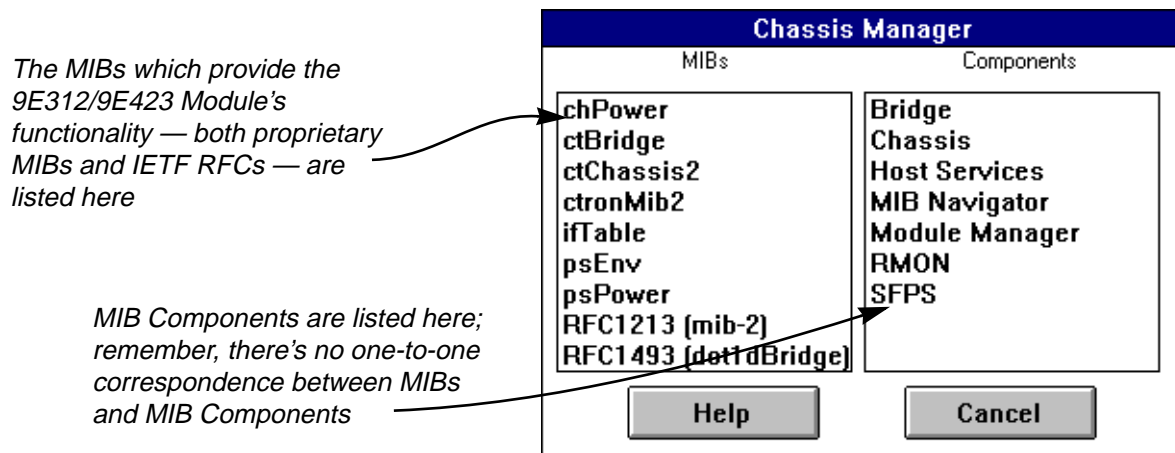 Chassis Manager
MIBs
Components
The MIBs which provide the
9E312/9E423 Module's
functionality — both proprietary
MIBs and IETF RFCs — are
listed here
chPower
ctBridge
ctChassis2
ctronMib2
ifTable
psEnv
psPower
RFC1213 (mib-2)
RFC1493 (dot1dBridge)
Bridge
Chassis
Host Services
MIB Navigator
Module Manager
RMON
SFPS
MIB Components are listed here;
remember, there's no one-to-one
correspondence between MIBs
and MIB Components
Help
Cancel